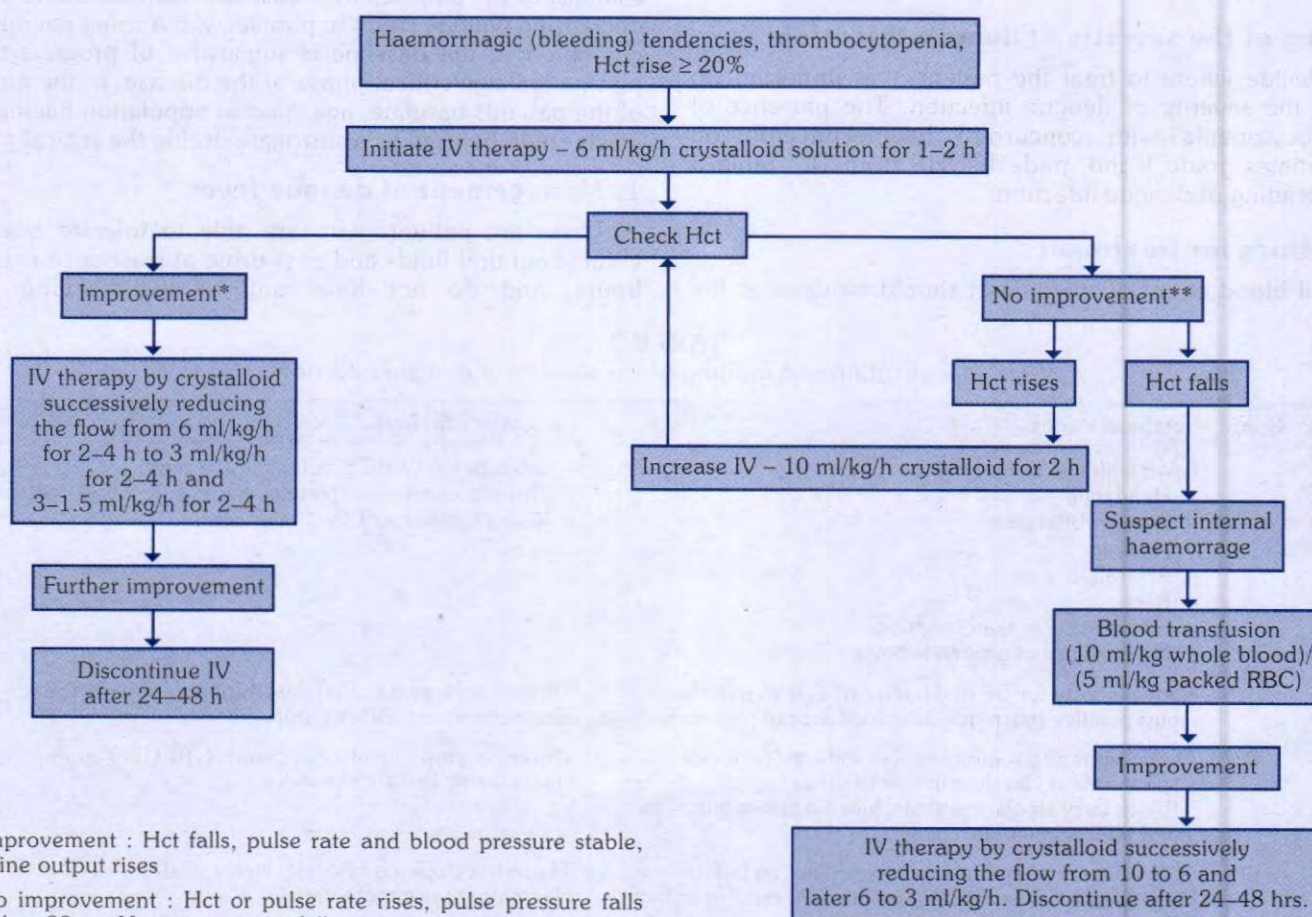 Haemorrhagic (bleeding) tendencies, thrombocytopenia,
Hct rise ≥ 20%
Initiate IV therapy – 6 ml/kg/h crystalloid solution for 1–2 h
Check Hct
Improvement*
IV therapy by crystalloid
successively reducing
the flow from 6 ml/kg/h
for 2–4 h to 3 ml/kg/h
for 2–4 h and
3–1.5 ml/kg/h for 2–4 h
Further improvement
Discontinue IV
after 24–48 h
No improvement**
Hct rises
Hct falls
Increase IV – 10 ml/kg/h crystalloid for 2 h
Suspect internal
haemorrage
Blood transfusion
(10 ml/kg whole blood)/
(5 ml/kg packed RBC)
Improvement
IV therapy by crystalloid successively
reducing the flow from 10 to 6 and
later 6 to 3 ml/kg/h. Discontinue after 24–48 hrs.
mprovement : Hct falls, pulse rate and blood pressure stable,
ine output rises
o improvement : Hct or pulse rate rises, pulse pressure falls